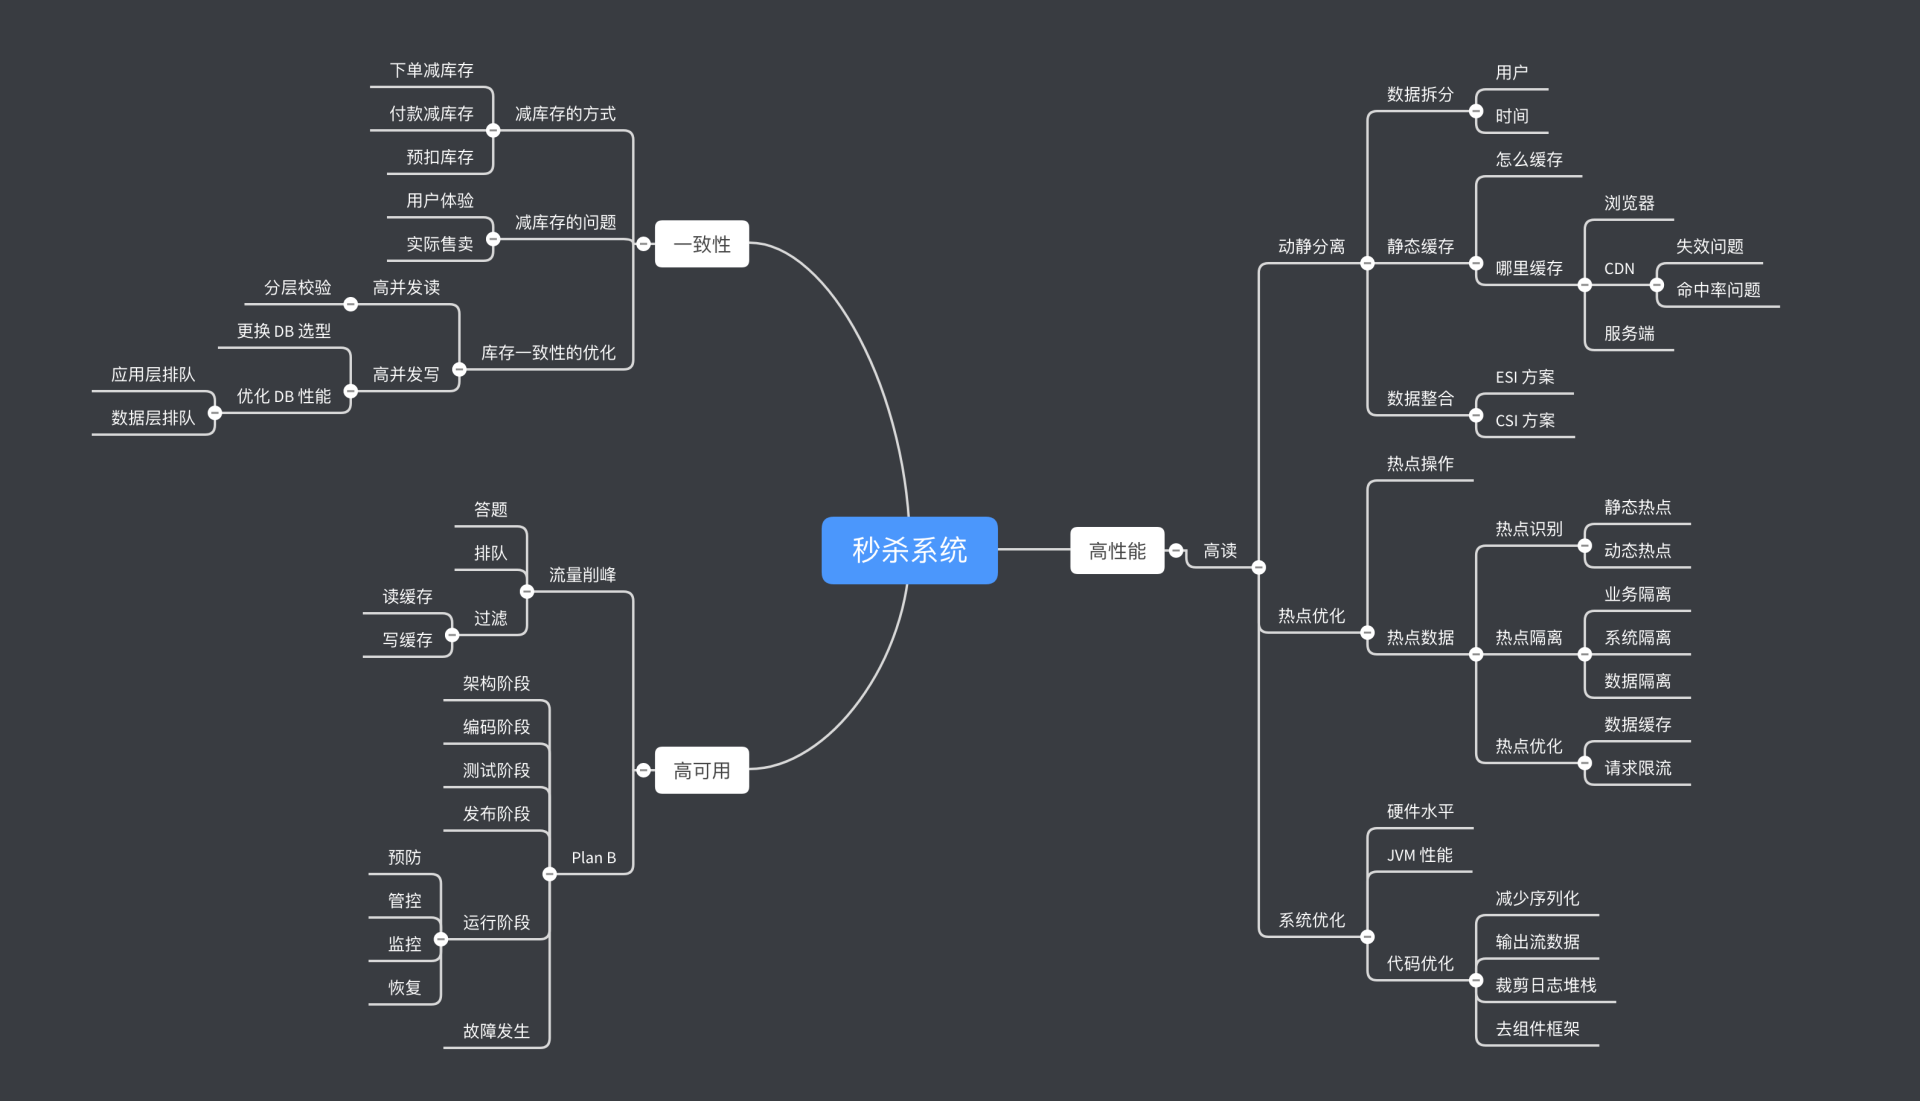 秒杀系统
一致性
减库存的方式
下单减库存
付款减库存
预扣库存
减库存的问题
用户体验
实际售卖
库存一致性的优化
高并发读
分层校验
高并发写
更换 DB 选型
优化 DB 性能
应用层排队
数据层排队
高可用
流量削峰
答题
排队
过滤
读缓存
写缓存
Plan B
架构阶段
编码阶段
测试阶段
发布阶段
运行阶段
预防
管控
监控
恢复
故障发生
高性能
高读
动静分离
数据拆分
用户
时间
静态缓存
怎么缓存
哪里缓存
浏览器
CDN
失效问题
命中率问题
服务端
数据整合
ESI 方案
CSI 方案
热点优化
热点操作
热点数据
热点识别
静态热点
动态热点
热点隔离
业务隔离
系统隔离
数据隔离
热点优化
数据缓存
请求限流
系统优化
硬件水平
JVM 性能
代码优化
减少序列化
输出流数据
裁剪日志堆栈
去组件框架